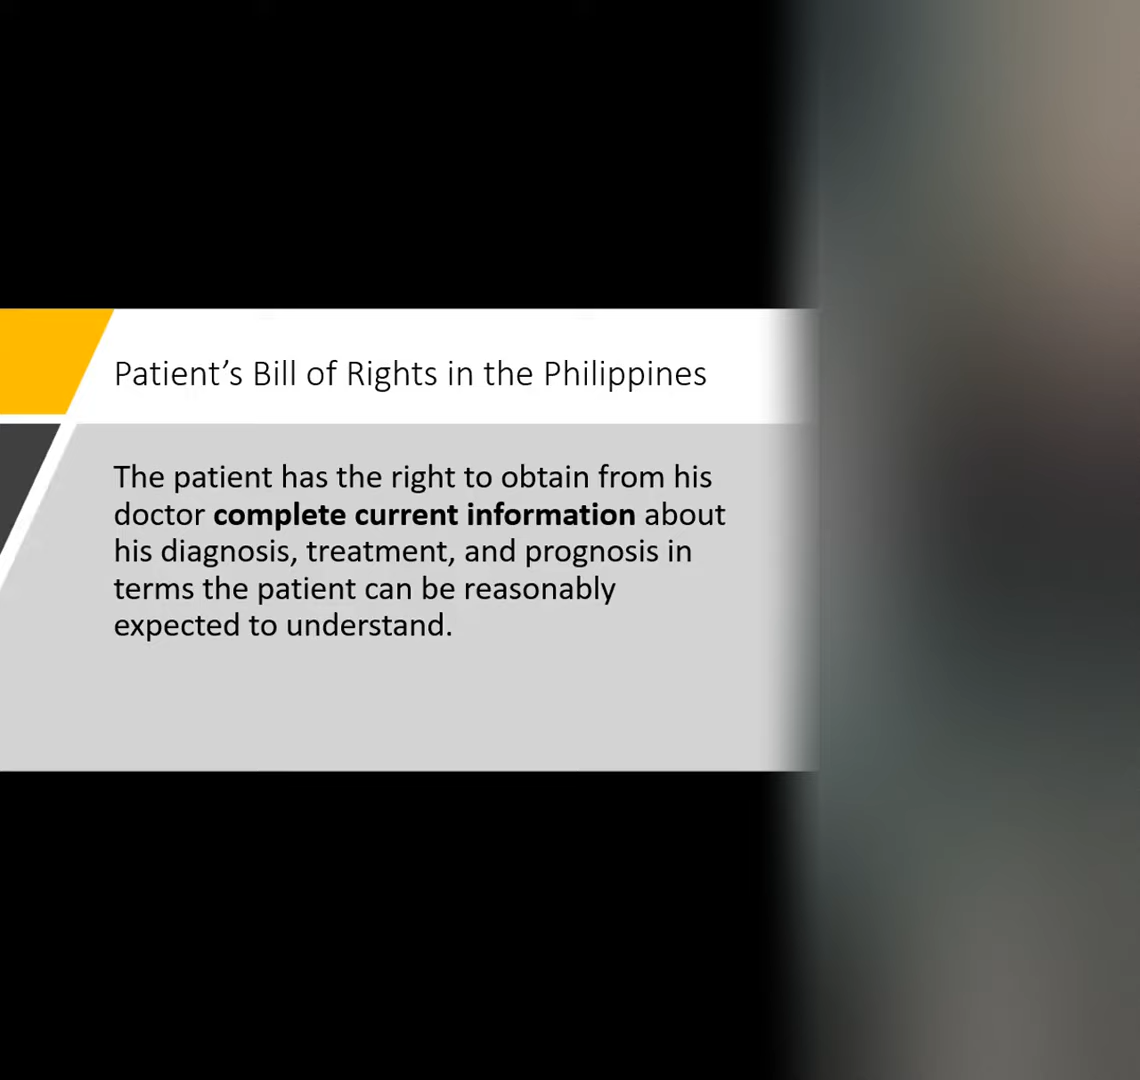 Patient’s Bill of Rights in the Philippines
The patient has the right to obtain from his
doctor complete current information about
his diagnosis, treatment, and prognosis in
terms the patient can be reasonably
expected to understand.